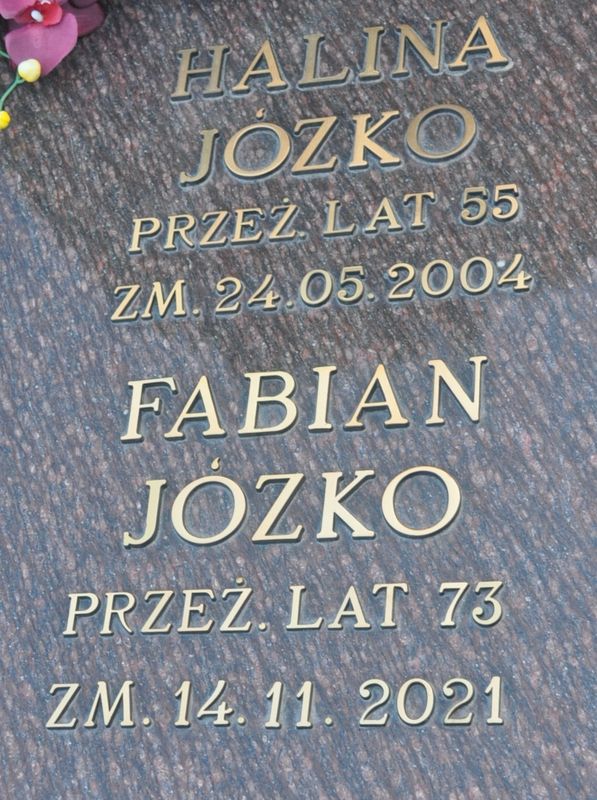 HALINA
JÓZKO
PRZEŻ. LAT 55
ZM. 24.05.2004
FABIAN
JÓZKO
PRZEŻ. LAT 73
ZM. 14.11.2021